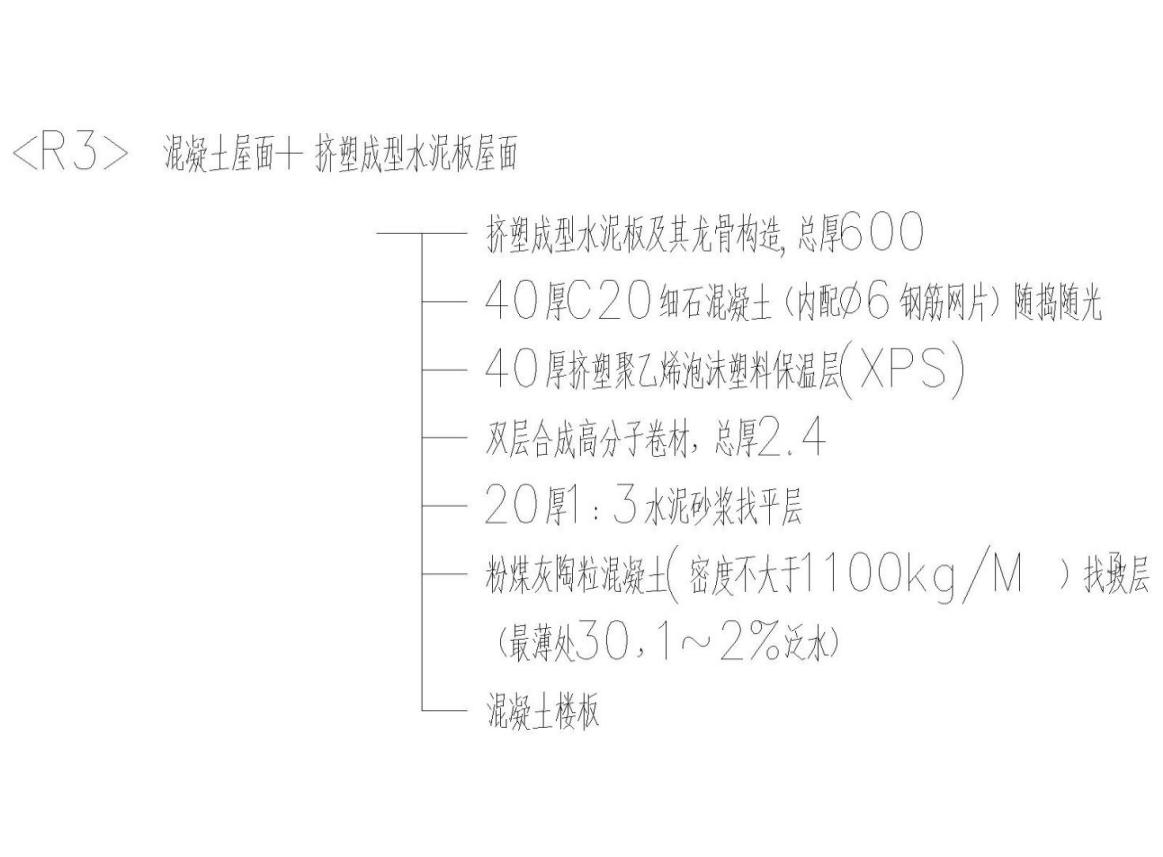 <R3> 混凝土屋面+挤塑成型水泥板屋面
挤塑成型水泥板及其龙骨构造,总厚600
40厚C20细石混凝土(内配Ø6钢筋网片)随捣随光
40厚挤塑聚乙烯泡沫塑料保温层(XPS)
双层合成高分子卷材,总厚2.4
20厚1:3水泥砂浆找平层
粉煤灰陶粒混凝土(密度不大于1100kg/M )找坡层
(最薄处30,1~2%泛水)
混凝土楼板